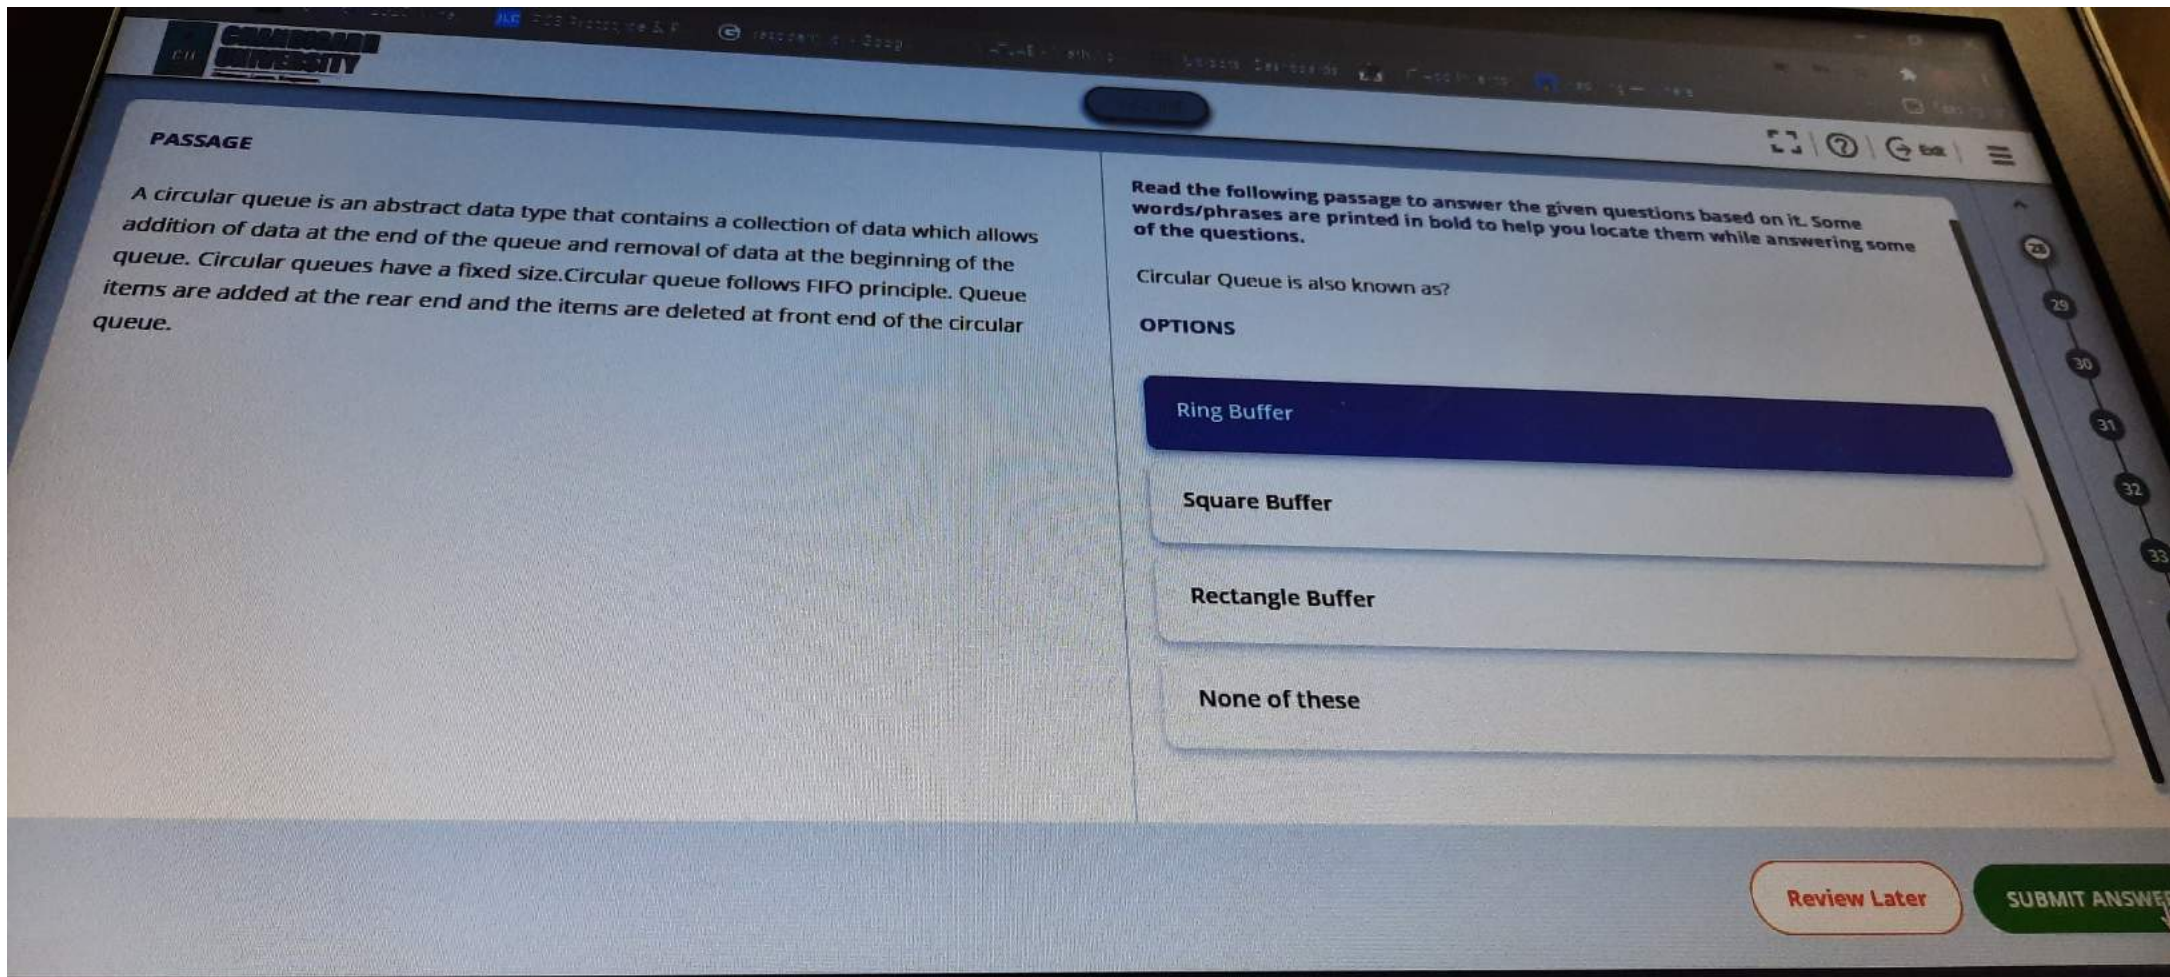 CU
CHANDIGARH
UNIVERSITY
Exit
PASSAGE
A circular queue is an abstract data type that contains a collection of data which allows
addition of data at the end of the queue and removal of data at the beginning of the
queue. Circular queues have a fixed size.Circular queue follows FIFO principle. Queue
items are added at the rear end and the items are deleted at front end of the circular
queue.
Read the following passage to answer the given questions based on it. Some
words/phrases are printed in bold to help you locate them while answering some
of the questions.
Circular Queue is also known as?
OPTIONS
Ring Buffer
Square Buffer
Rectangle Buffer
None of these
28
29
30
31
32
33
Review Later
SUBMIT ANSWE